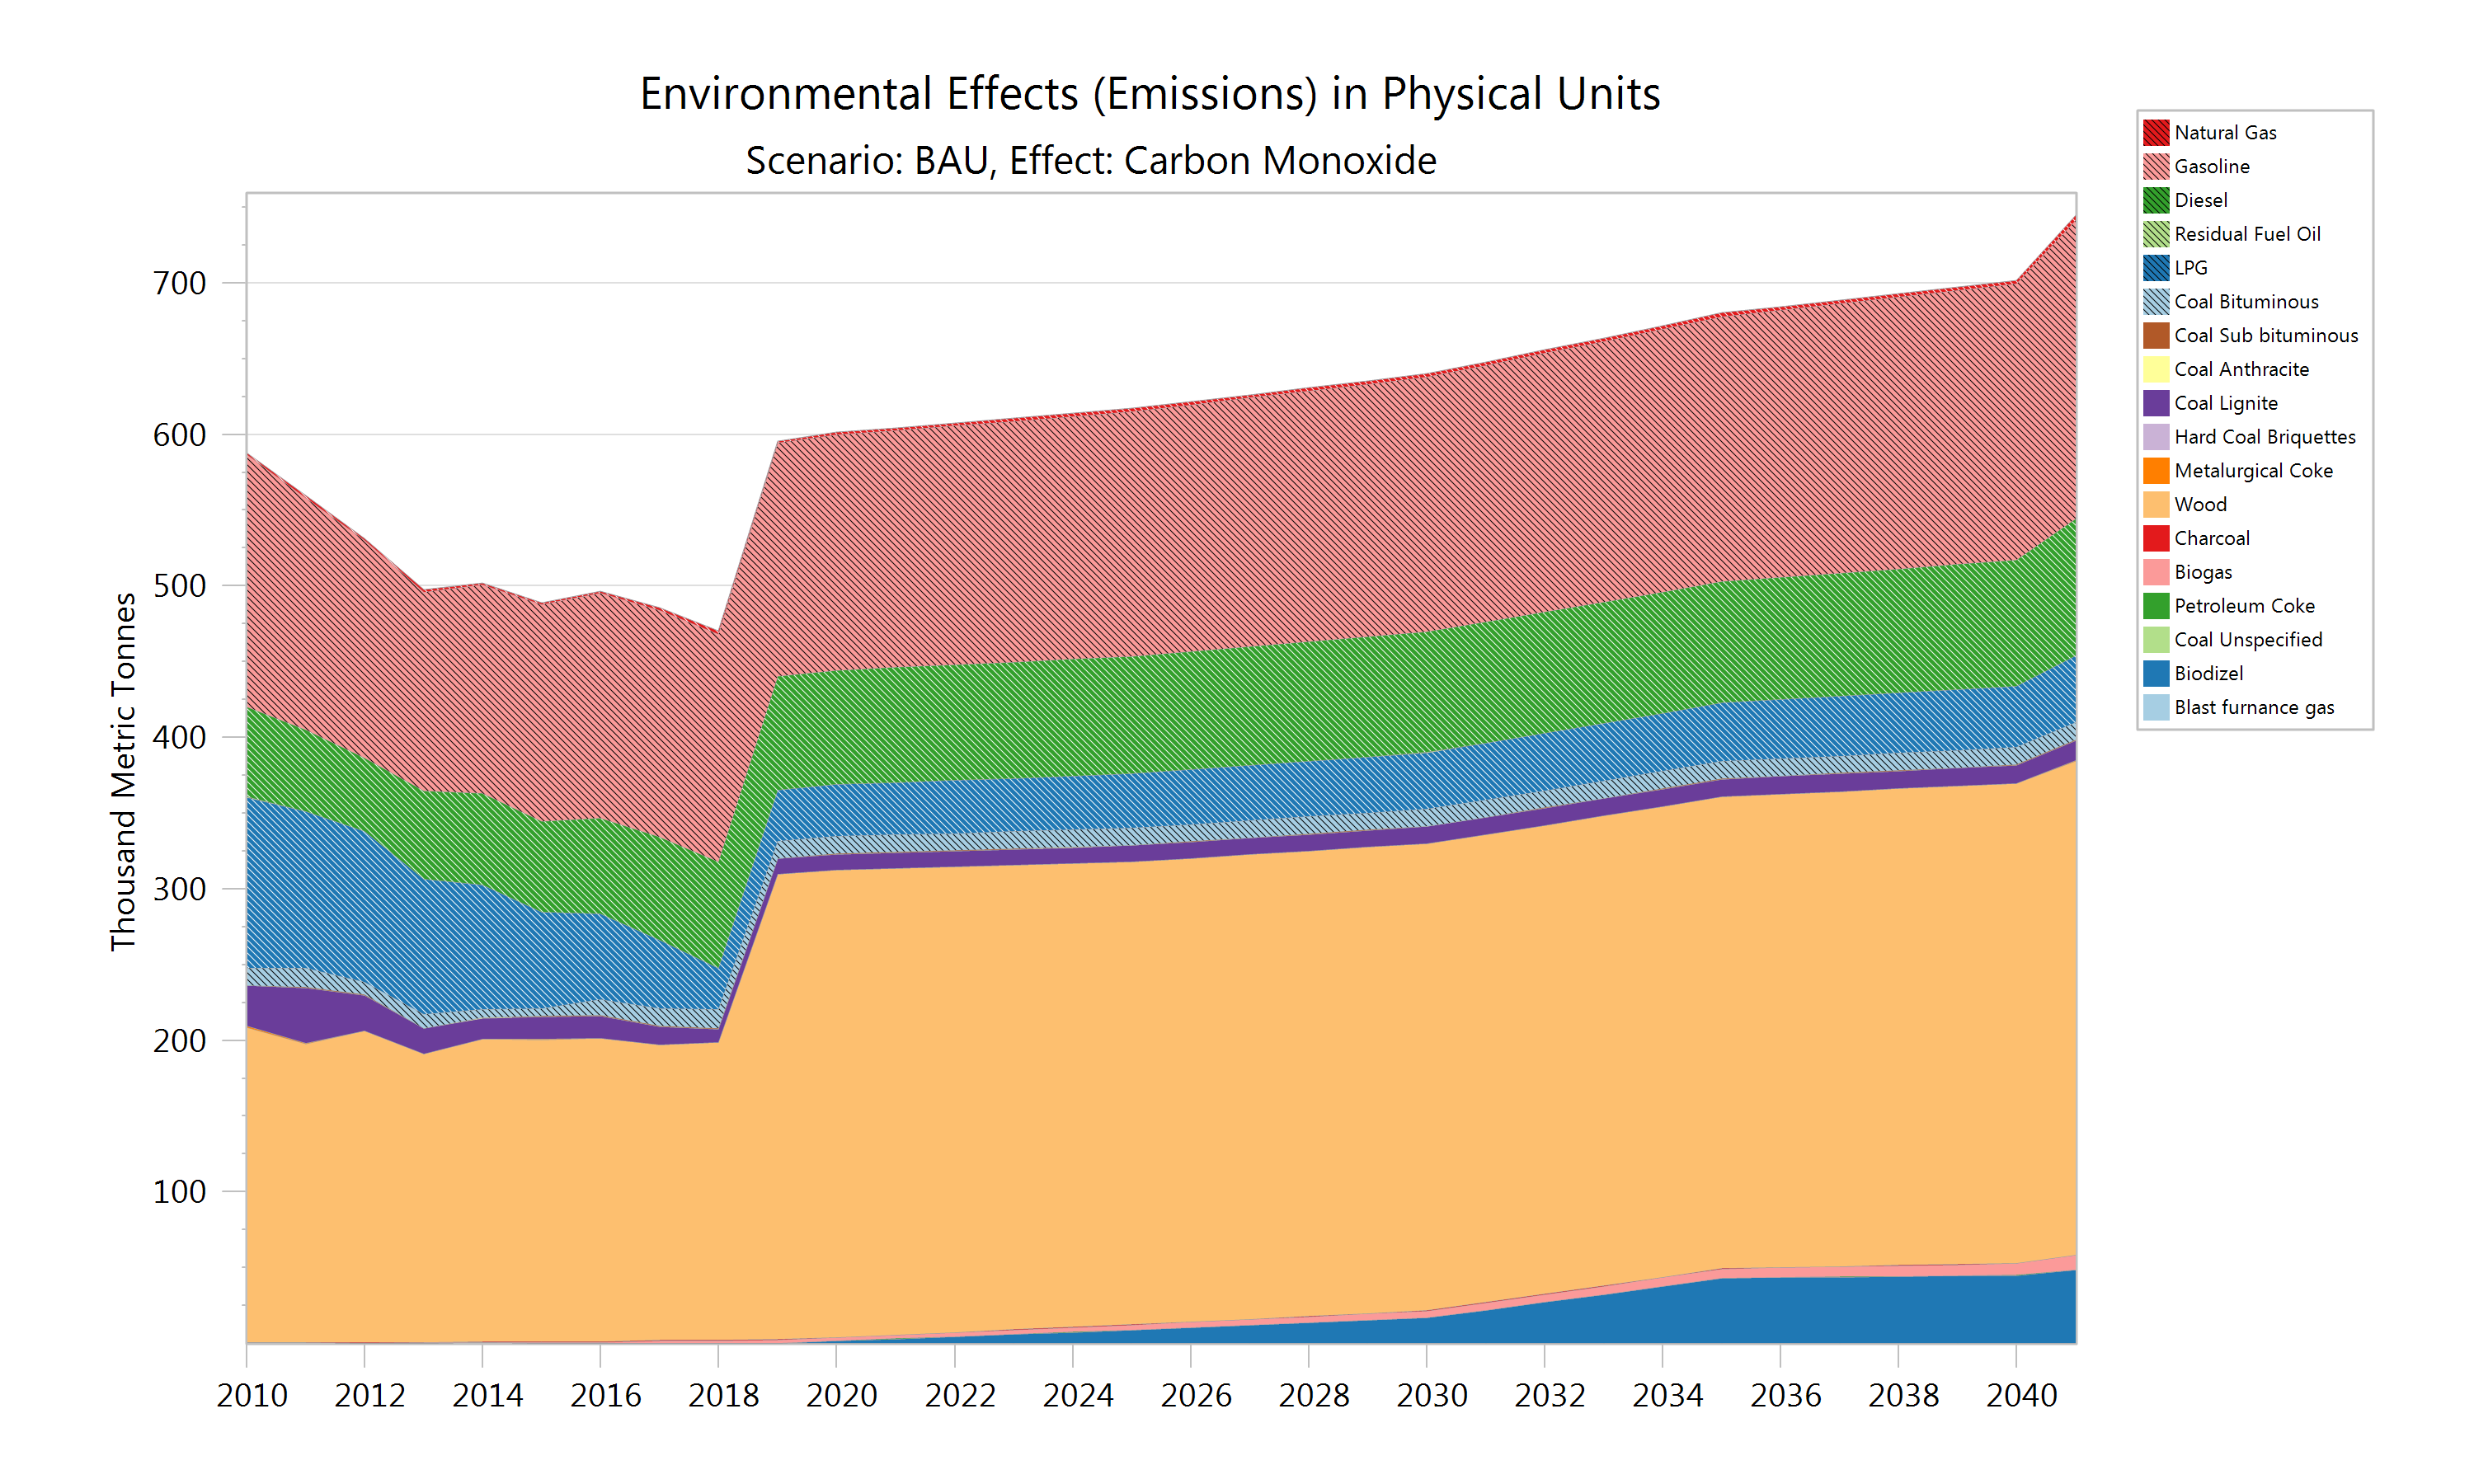 Environmental Effects (Emissions) in Physical Units
Scenario: BAU, Effect: Carbon Monoxide
Thousand Metric Tonnes
700
600
500
400
300
200
100
2010 2012 2014 2016 2018 2020 2022 2024 2026 2028 2030 2032 2034 2036 2038 2040
Natural Gas
Gasoline
Diesel
Residual Fuel Oil
LPG
Coal Bituminous
Coal Sub bituminous
Coal Anthracite
Coal Lignite
Hard Coal Briquettes
Metalurgical Coke
Wood
Charcoal
Biogas
Petroleum Coke
Coal Unspecified
Biodizel
Blast furnance gas